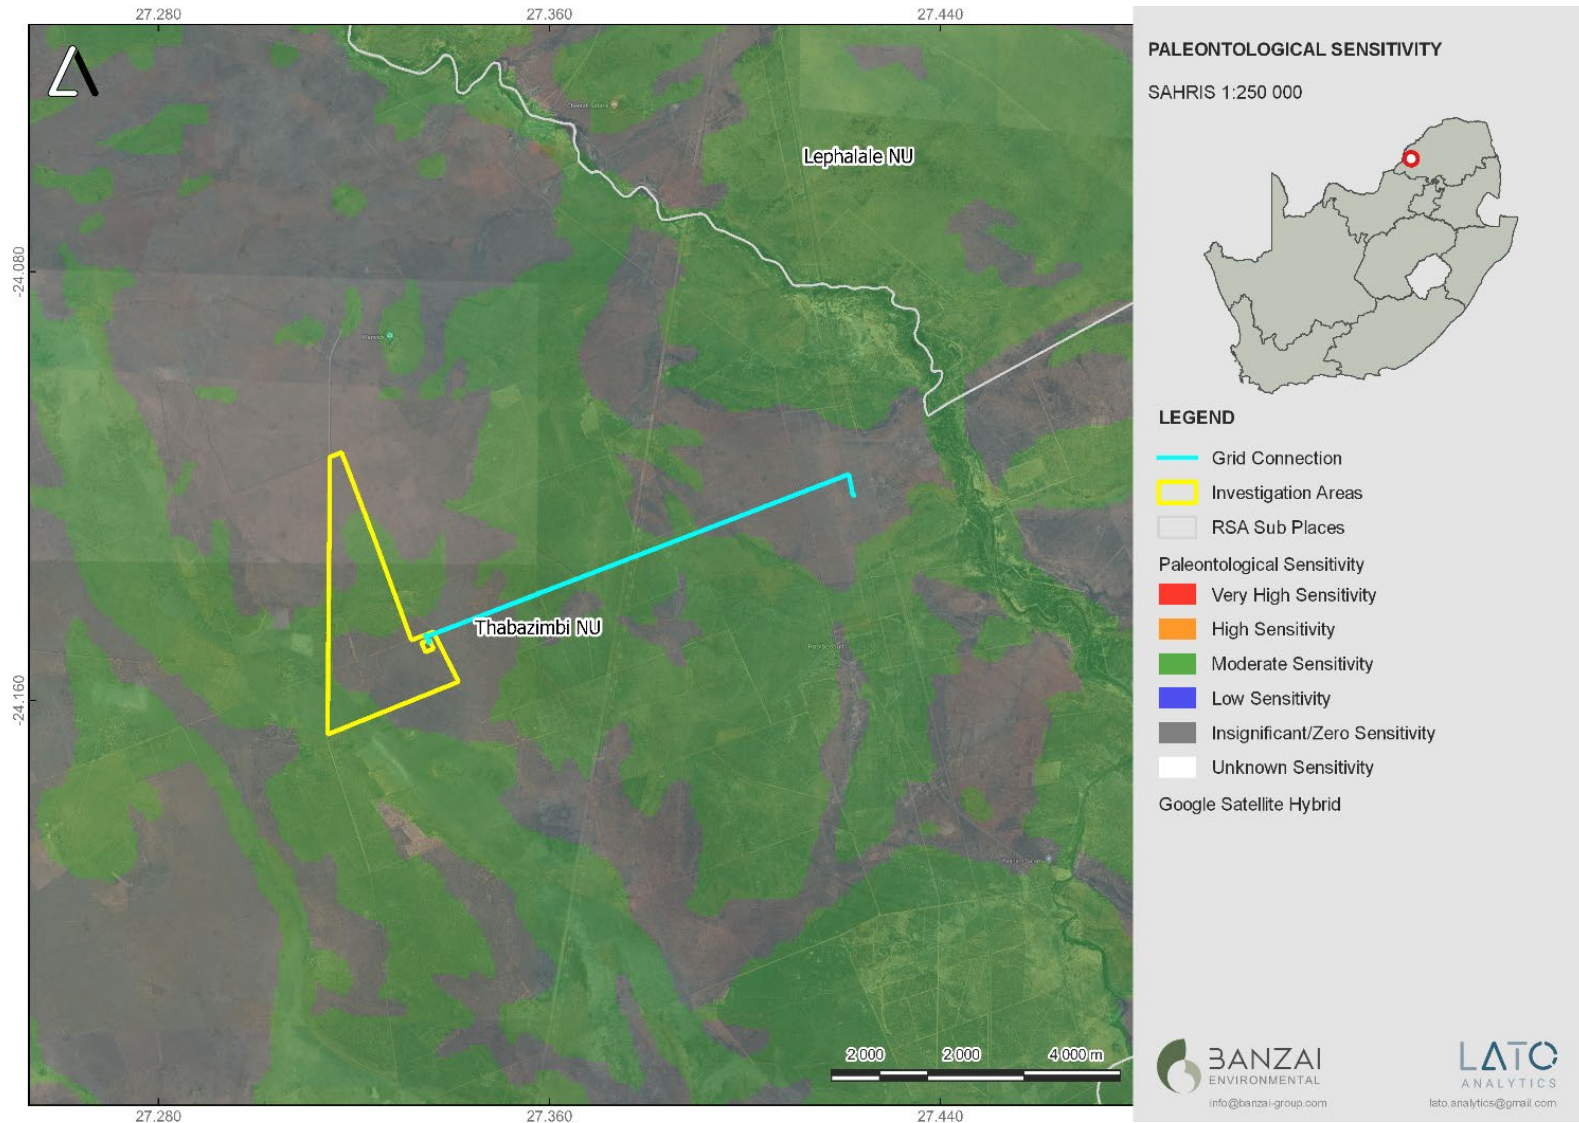 27.280
27.360
27.440
-24.080
-24.160
Lephalale NU
Thabazimbi NU
2 000
2 000
4 000 m
27.280
27.360
27.440
PALEONTOLOGICAL SENSITIVITY
SAHRIS 1:250 000
LEGEND
Grid Connection
Investigation Areas
RSA Sub Places
Paleontological Sensitivity
Very High Sensitivity
High Sensitivity
Moderate Sensitivity
Low Sensitivity
Insignificant/Zero Sensitivity
Unknown Sensitivity
Google Satellite Hybrid
BANZAI
ENVIRONMENTAL
info@banzai-group.com
LATO
ANALYTICS
lato.analytics@gmail.com